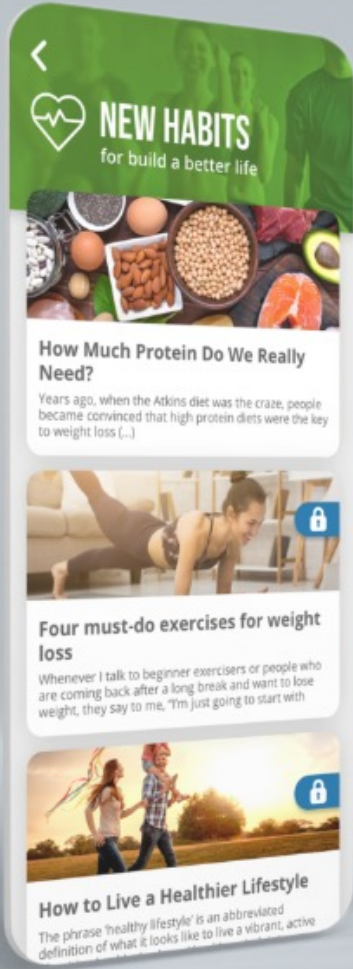 NEW HABITS
for build a better life
How Much Protein Do We Really
Need?
Years ago, when the Atkins diet was the craze, people
became convinced that high protein diets were the key
to weight loss (...)
Four must-do exercises for weight
loss
Whenever I talk to beginner exercisers or people who
are coming back after a long break and want to lose
weight, they say to me, "I'm just going to start with
How to Live a Healthier Lifestyle
The phrase 'healthy lifestyle' is an abbreviated
definition of what it looks like to live a vibrant, active